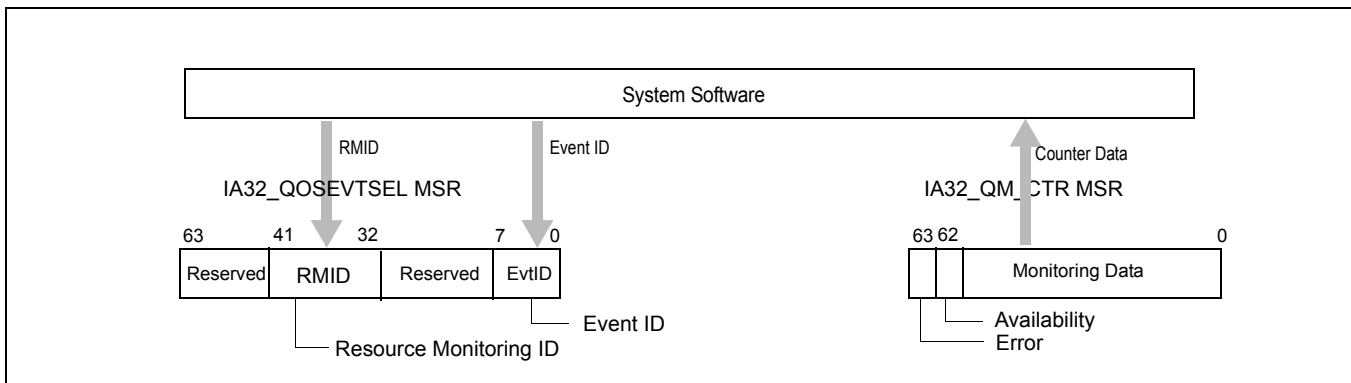 System Software
RMID
Event ID
Counter Data
IA32_QOSEVTSEL MSR
IA32_QM_CTR MSR
63 41 32 7 0
63 62 0
Reserved RMID Reserved EvtID
Monitoring Data
Event ID
Resource Monitoring ID
Availability
Error